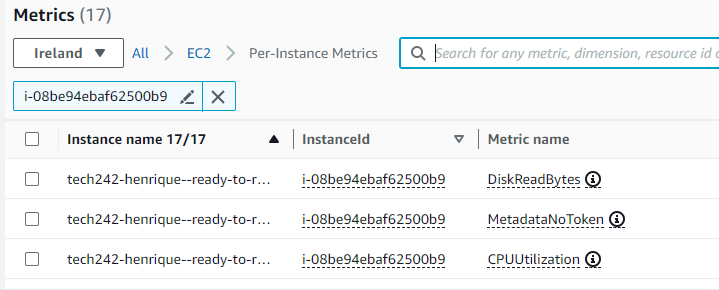 Metrics (17)
Ireland All EC2 Per-Instance Metrics Search for any metric, dimension, resource id
i-08be94ebaf62500b9
Instance name 17/17 InstanceId Metric name
tech242-henrique--ready-to-r... i-08be94ebaf62500b9 DiskReadBytes
tech242-henrique--ready-to-r... i-08be94ebaf62500b9 MetadataNoToken
tech242-henrique--ready-to-r... i-08be94ebaf62500b9 CPUUtilization